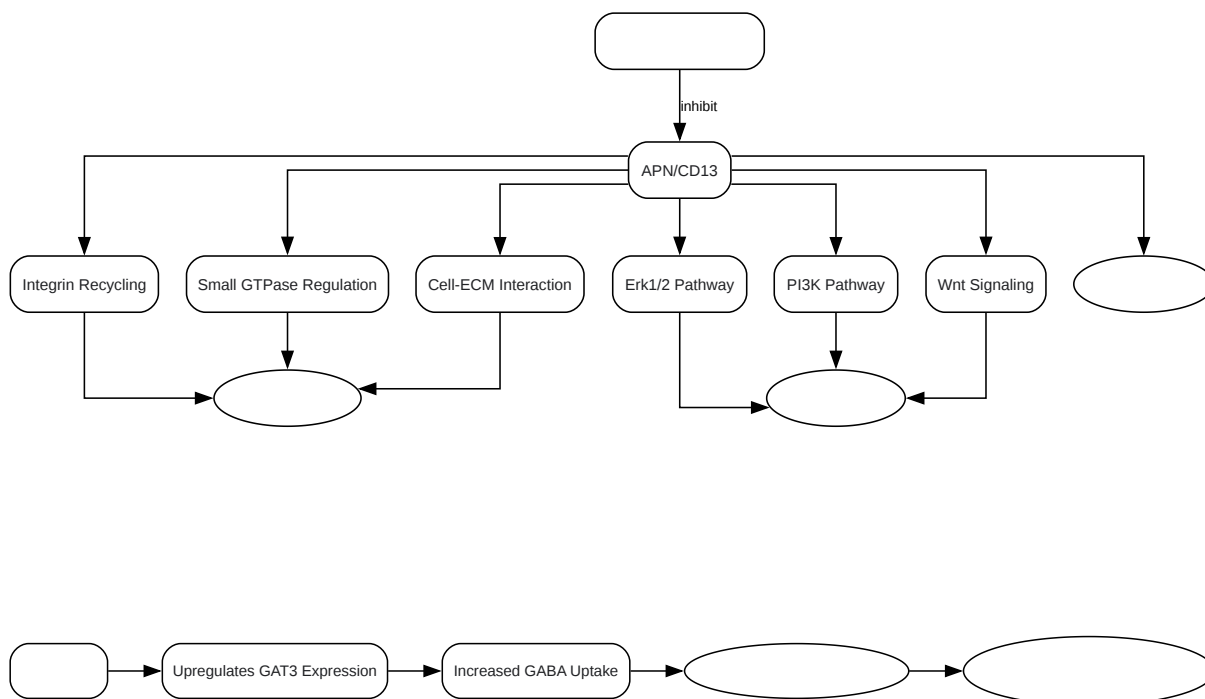 inhibit
APN/CD13
Integrin Recycling
Small GTPase Regulation
Cell-ECM Interaction
Erk1/2 Pathway
PI3K Pathway
Wnt Signaling
Upregulates GAT3 Expression
Increased GABA Uptake